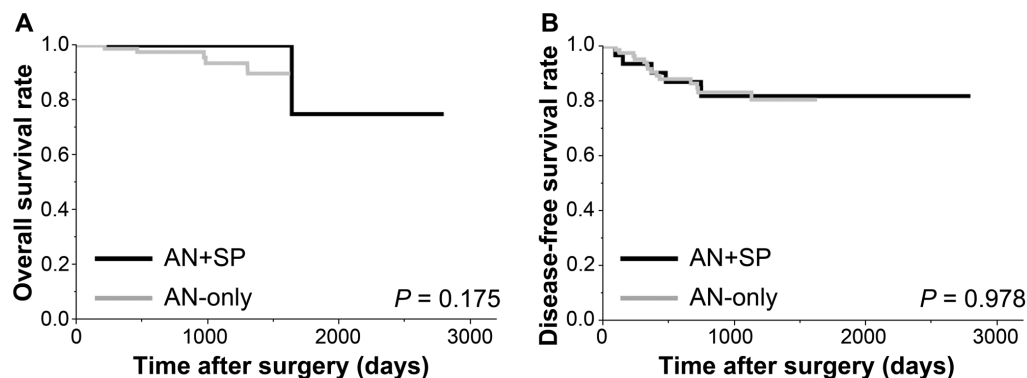 A
Overall survival rate
1.0
0.8
0.6
0.4
0.2
0.0
AN+SP
AN-only
P = 0.175
0 1000 2000 3000
Time after surgery (days)
B
Disease-free survival rate
1.0
0.8
0.6
0.4
0.2
0.0
AN+SP
AN-only
P = 0.978
0 1000 2000 3000
Time after surgery (days)